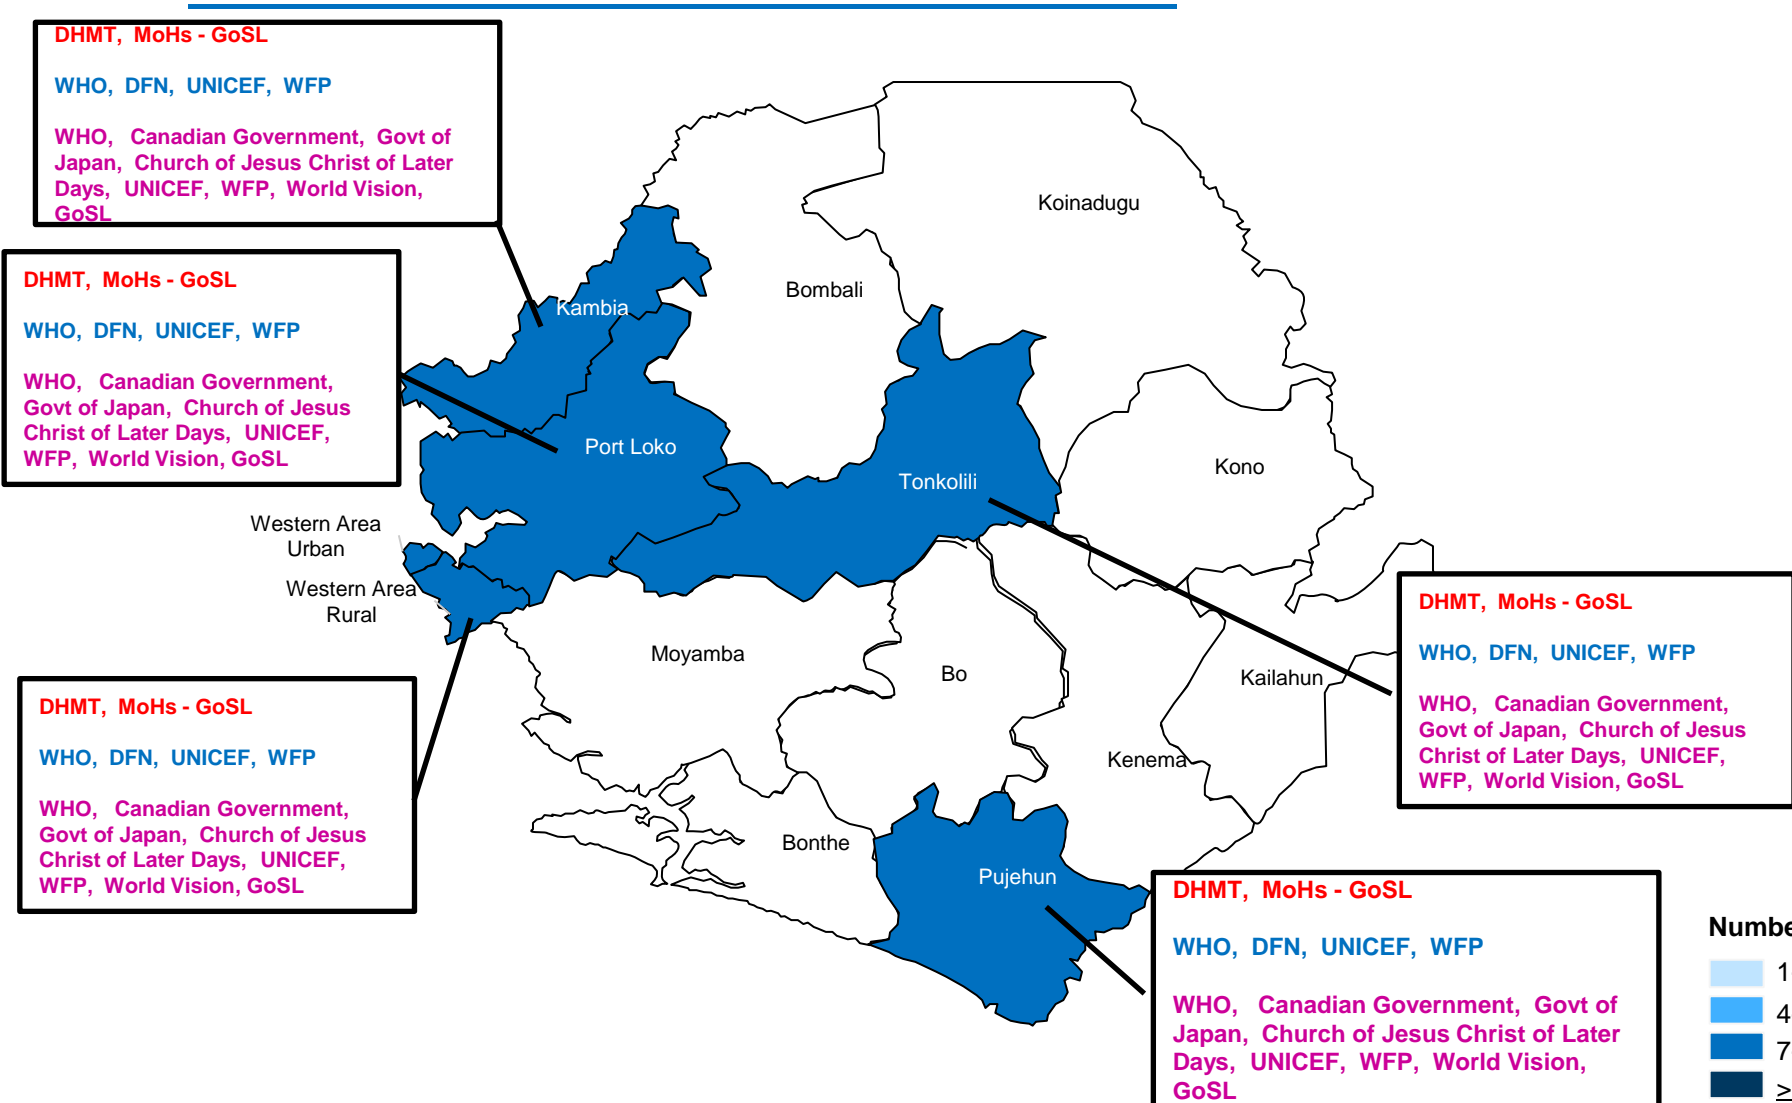 DHMT, MoHs - GoSL
WHO, DFN, UNICEF, WFP
WHO, Canadian Government, Govt of
Japan, Church of Jesus Christ of Later
Days, UNICEF, WFP, World Vision,
GoSL
DHMT, MoHs - GoSL
WHO, DFN, UNICEF, WFP
WHO, Canadian Government,
Govt of Japan, Church of Jesus
Christ of Later Days, UNICEF,
WFP, World Vision, GoSL
Koinadugu
Bombali
Kambia
Port Loko
Tonkolili
Kono
Western Area
Urban
Western Area
Rural
Moyamba
Bo
Kailahun
Kenema
Bonthe
Pujehun
DHMT, MoHs - GoSL
WHO, DFN, UNICEF, WFP
WHO, Canadian Government,
Govt of Japan, Church of Jesus
Christ of Later Days, UNICEF,
WFP, World Vision, GoSL
DHMT, MoHs - GoSL
WHO, DFN, UNICEF, WFP
WHO, Canadian Government,
Govt of Japan, Church of Jesus
Christ of Later Days, UNICEF,
WFP, World Vision, GoSL
DHMT, MoHs - GoSL
WHO, DFN, UNICEF, WFP
WHO, Canadian Government, Govt of
Japan, Church of Jesus Christ of Later
Days, UNICEF, WFP, World Vision,
GoSL
1
4
7
≥